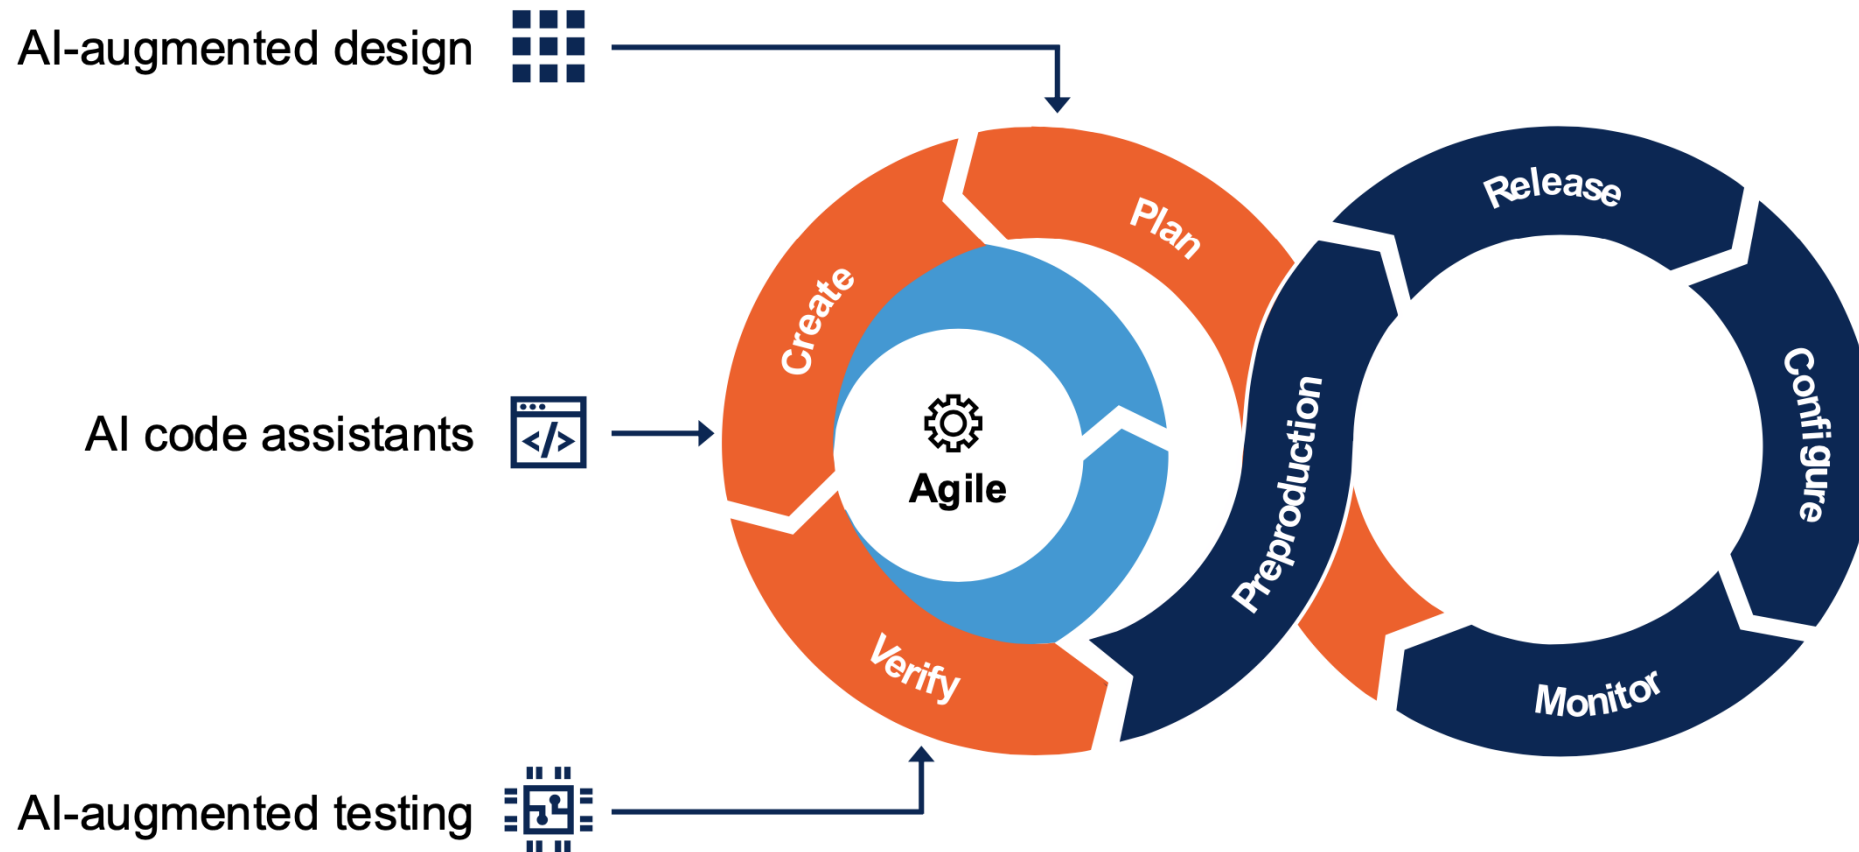 AI-augmented design
Plan
Release
Create
Configure
AI code assistants
</>
Agile
Preproduction
Verify
Monitor
AI-augmented testing